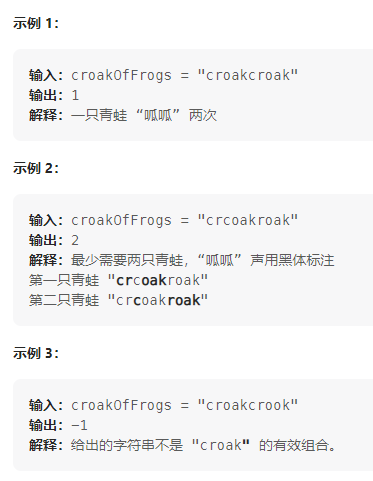 示例 1：
输入：croakOfFrogs = "croakcroak"
输出：1
解释：一只青蛙 “呱呱” 两次
示例 2：
输入：croakOfFrogs = "crcoakroak"
输出：2
解释：最少需要两只青蛙，“呱呱” 声用黑体标注
第一只青蛙 "crcoakroak"
第二只青蛙 "crcoakroak"
示例 3：
输入：croakOfFrogs = "croakcrook"
输出：-1
解释：给出的字符串不是 "croak" 的有效组合。